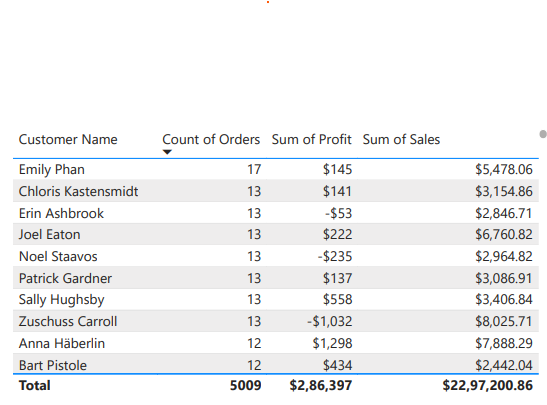 Customer Name Count of Orders Sum of Profit Sum of Sales
Emily Phan 17 $145 $5,478.06
Chloris Kastensmidt 13 $141 $3,154.86
Erin Ashbrook 13 -$53 $2,846.71
Joel Eaton 13 $222 $6,760.82
Noel Staavos 13 -$235 $2,964.82
Patrick Gardner 13 $137 $3,086.91
Sally Hughsby 13 $558 $3,406.84
Zuschuss Carroll 13 -$1,032 $8,025.71
Anna Häberlin 12 $1,298 $7,888.29
Bart Pistole 12 $434 $2,442.04
Total 5009 $2,86,397 $22,97,200.86